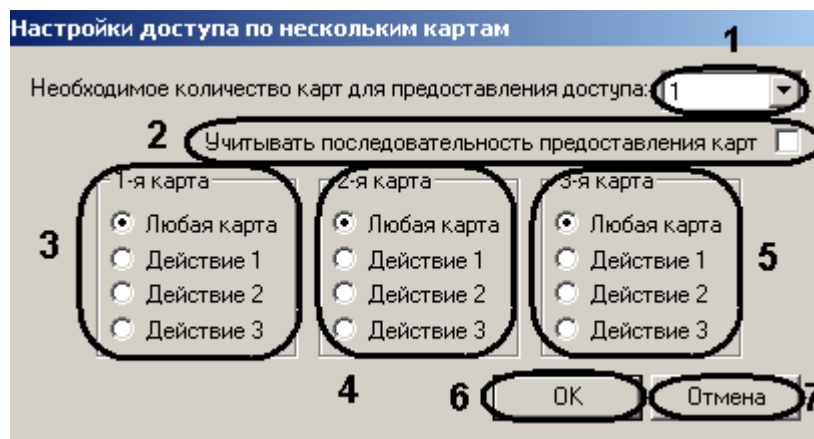 Настройки доступа по нескольким картам
1
Необходимое количество карт для предоставления доступа: 1
2 Учитывать последовательность предоставления карт
1-я карта 2-я карта 3-я карта
Любая карта Любая карта Любая карта
3 Действие 1 Действие 1 Действие 1 5
Действие 2 Действие 2 Действие 2
Действие 3 Действие 3 Действие 3
4 6 OK Отмена 7